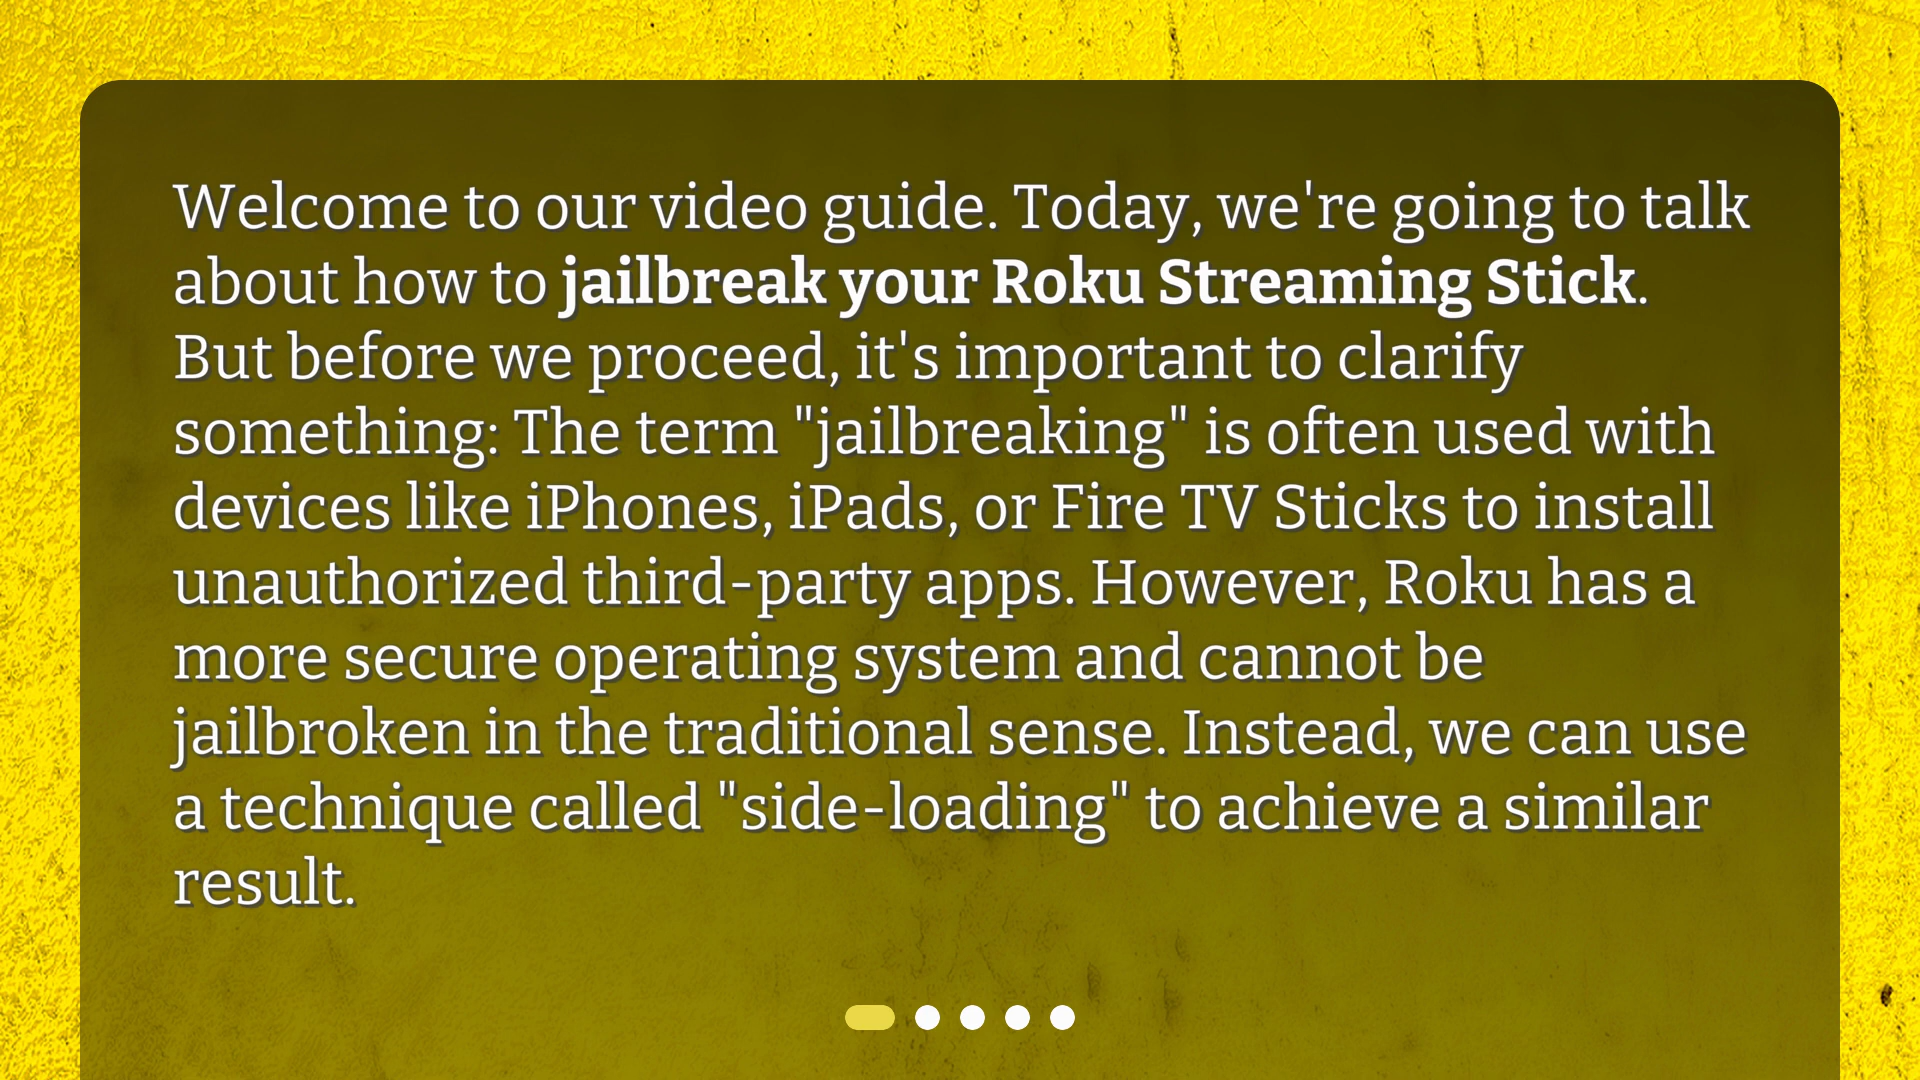 Welcome to our video guide. Today, we're going to talk
about how to jailbreak your Roku Streaming Stick.
But before we proceed, it's important to clarify
something: The term "jailbreaking" is often used with
devices like iPhones, iPads, or Fire TV Sticks to install
unauthorized third-party apps. However, Roku has a
more secure operating system and cannot be
jailbroken in the traditional sense. Instead, we can use
a technique called "side-loading" to achieve a similar
result.